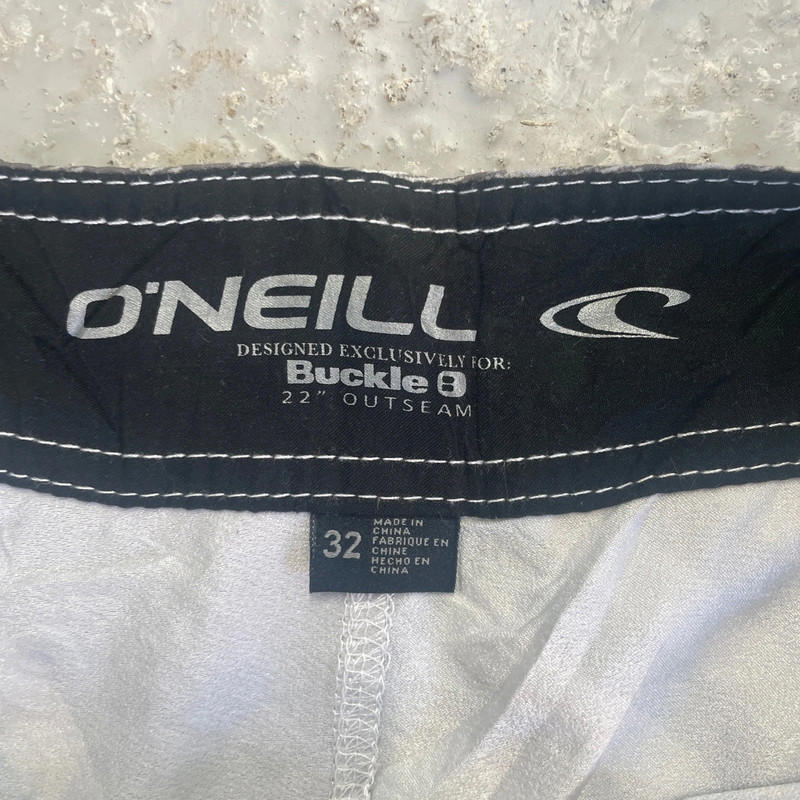 O'NEILL
DESIGNED EXCLUSIVELY FOR:
Buckle B
22" OUTSEAM
32
MADE IN
CHINA
FABRIQUE EN
CHINE
HECHO EN
CHINA